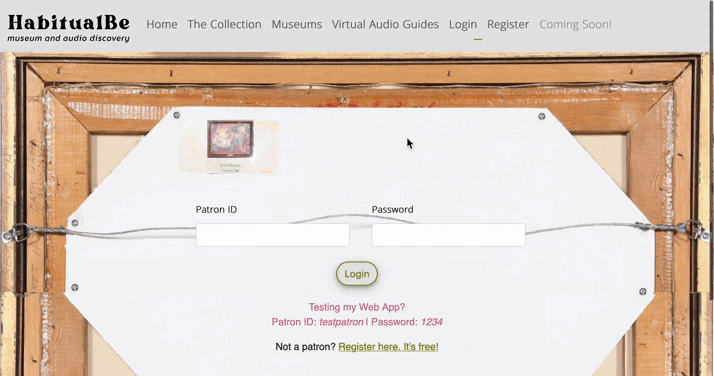 HabitualBe
museum and audio discovery
Home The Collection Museums Virtual Audio Guides Login Register Coming Soon!
Patron ID Password
Login
Testing my Web App?
Patron ID: testpatron | Password: 1234
Not a patron? Register here. It's free!